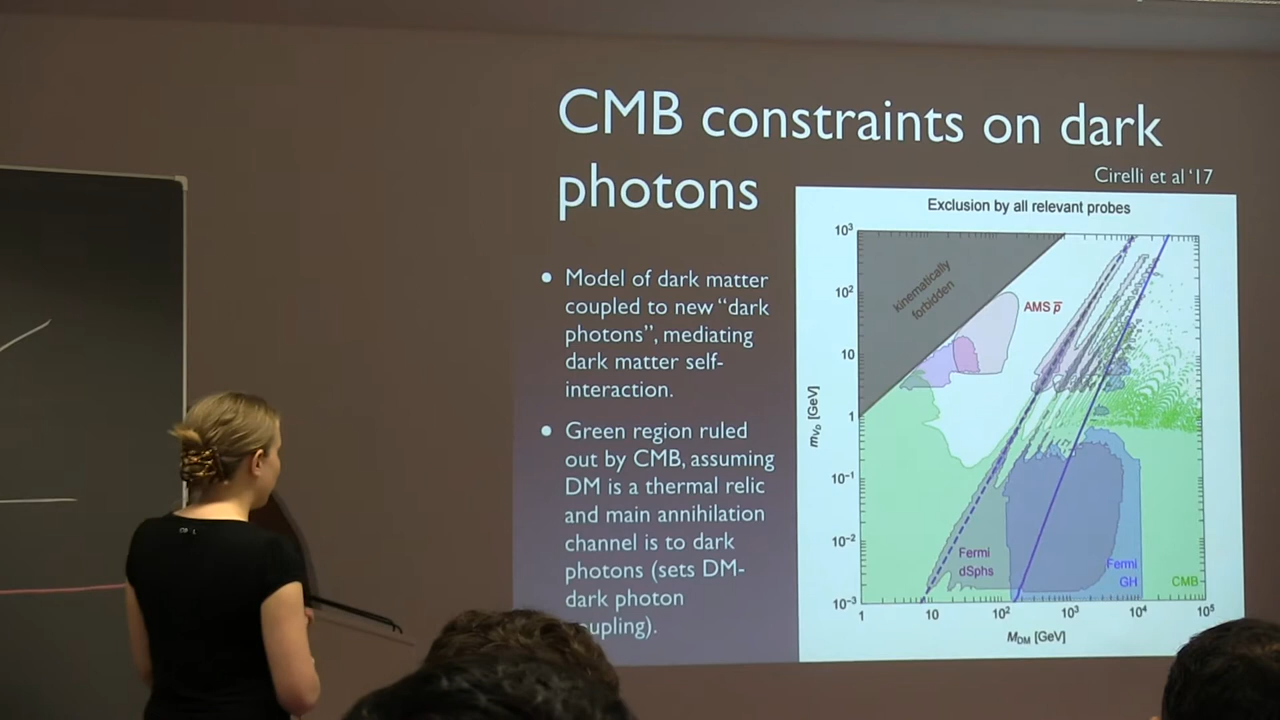 CMB constraints on dark
photons
Cirelli et al '17
• Model of dark matter
coupled to new “dark
photons”, mediating
dark matter self-
interaction.
• Green region ruled
out by CMB, assuming
DM is a thermal relic
and main annihilation
channel is to dark
photons (sets DM-
dark photon
upling).
Exclusion by all relevant probes
10³
10²
10
1
10⁻¹
10⁻²
10⁻³
m_V_D [GeV]
kinematically
forbidden
AMS p̅
Fermi
dSphs
Fermi
GH
CMB
1
10
10²
10³
10⁴
10⁵
M_DM [GeV]